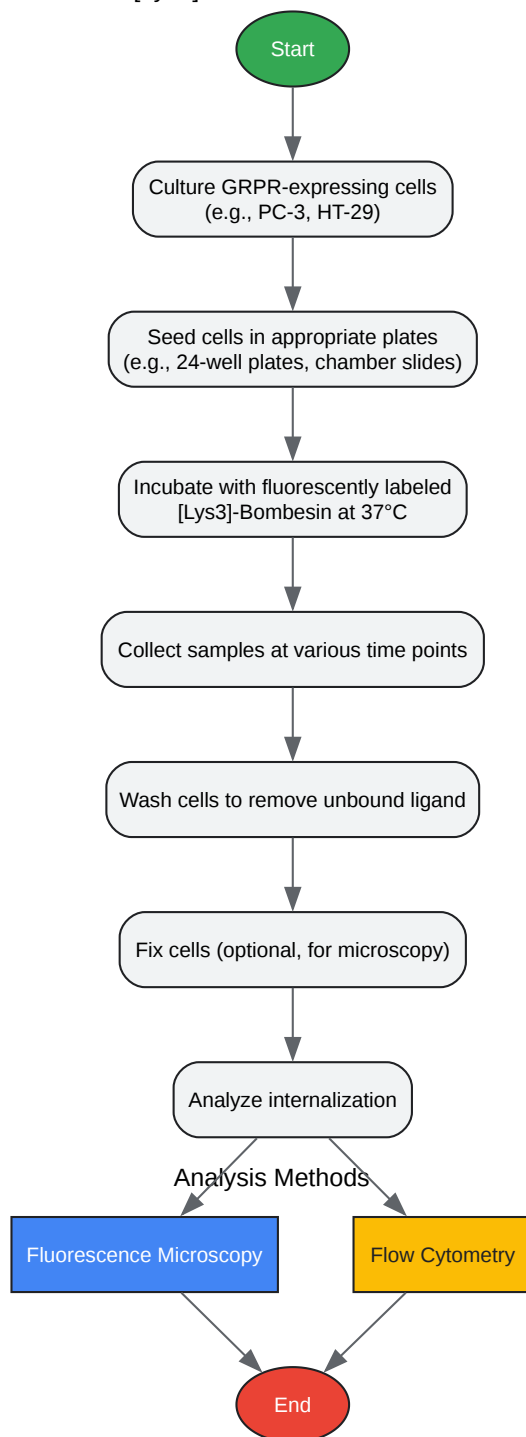 Start
Culture GRPR-expressing cells
(e.g., PC-3, HT-29)
Seed cells in appropriate plates
(e.g., 24-well plates, chamber slides)
Incubate with fluorescently labeled
[Lys3]-Bombesin at 37°C
Collect samples at various time points
Wash cells to remove unbound ligand
Fix cells (optional, for microscopy)
Analyze internalization
Analysis Methods
Fluorescence Microscopy
Flow Cytometry
End